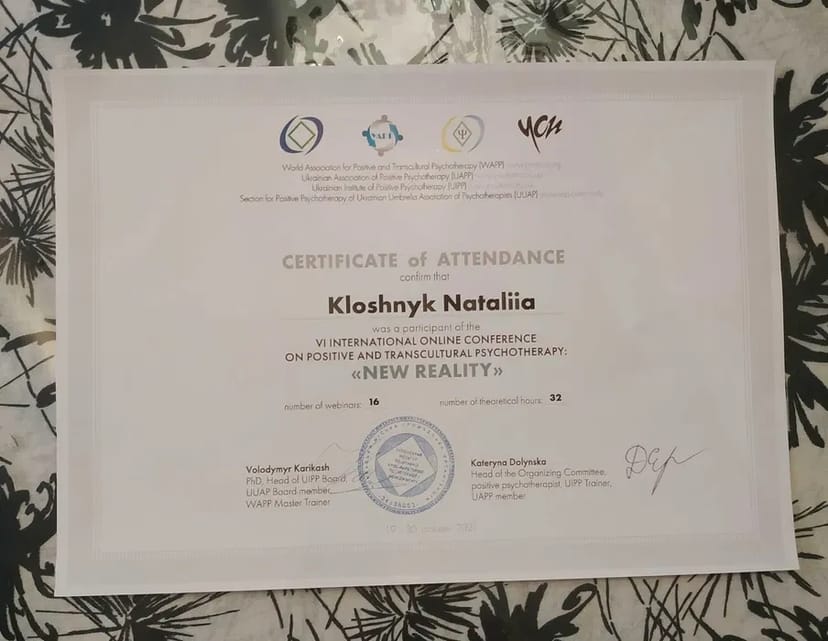 WAPP
УСП
World Association for Positive and Transcultural Psychotherapy (WAPP)
Ukrainian Association of Positive Psychotherapy (UAPP)
Ukrainian Institute of Positive Psychotherapy (UIPP)
Section for Positive Psychotherapy of Ukrainian Umbrella Association of Psychotherapists (UUAP)
CERTIFICATE of ATTENDANCE
confirm that
Kloshnyk Nataliia
was a participant of the
VI INTERNATIONAL ONLINE CONFERENCE
ON POSITIVE AND TRANSCULTURAL PSYCHOTHERAPY:
«NEW REALITY»
number of webinars: 16
number of theoretical hours: 32
Volodymyr Karikash
PhD, Head of UIPP Board,
UUAP Board member,
WAPP Master Trainer
Kateryna Dolynska
Head of the Organizing Committee,
positive psychotherapist, UIPP Trainer,
UAPP member